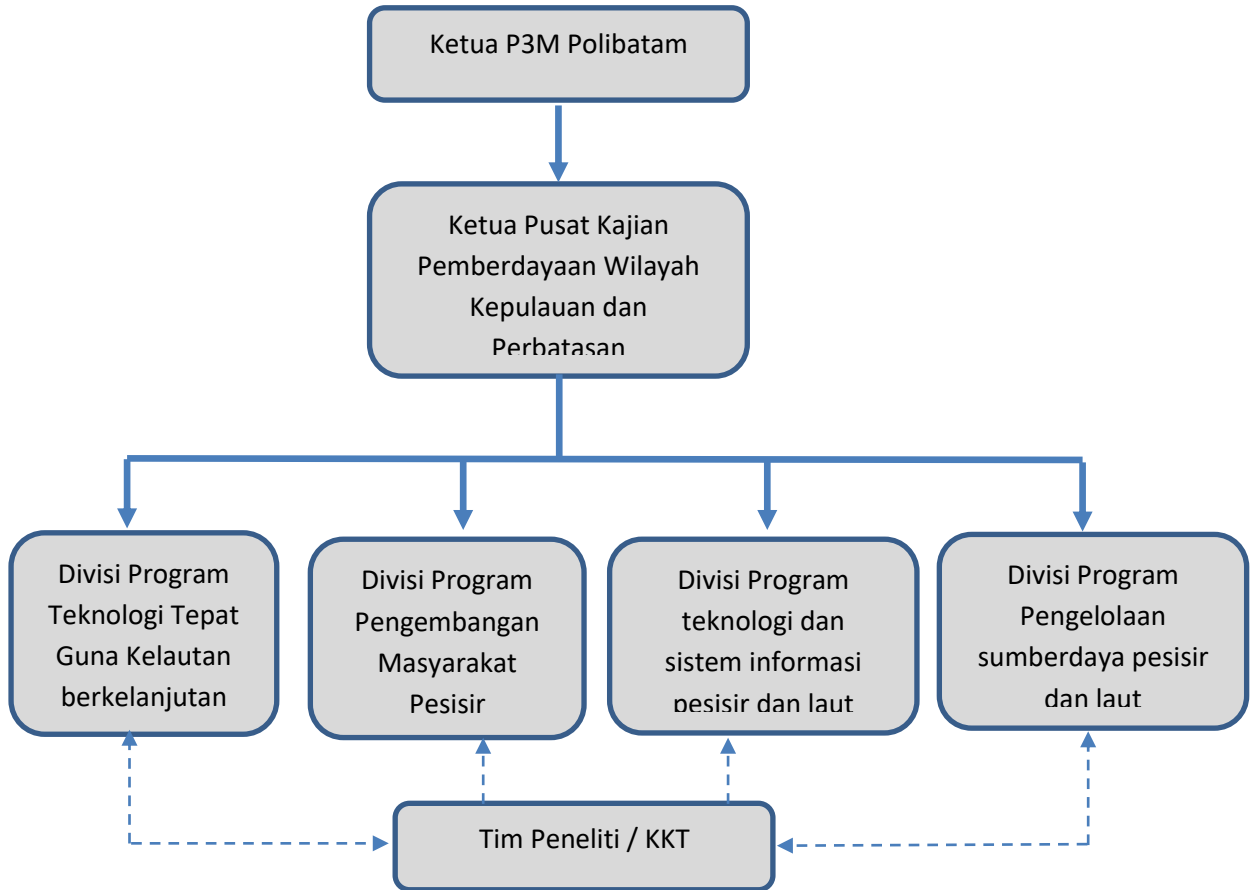 Ketua P3M Polibatam
Ketua Pusat Kajian
Pemberdayaan Wilayah
Kepulauan dan
Perbatasan
Divisi Program
Teknologi Tepat
Guna Kelautan
berkelanjutan
Divisi Program
Pengembangan
Masyarakat
Pesisir
Divisi Program
teknologi dan
sistem informasi
pesisir dan laut
Divisi Program
Pengelolaan
sumberdaya pesisir
dan laut
Tim Peneliti / KKT